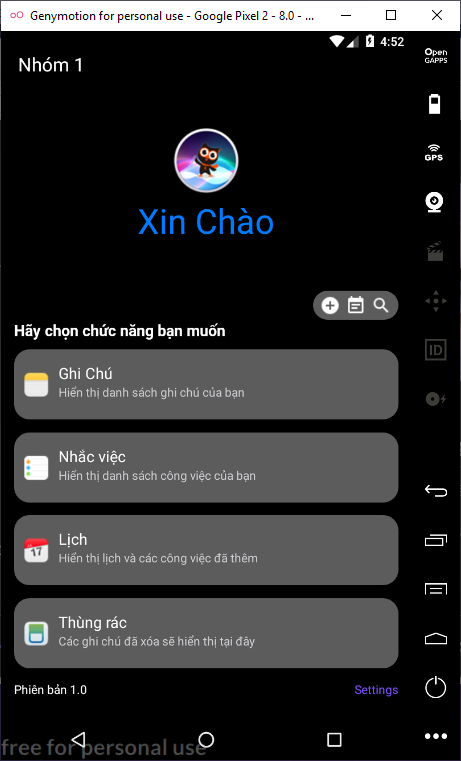 Genymotion for personal use - Google Pixel 2 - 8.0 - ...
4:52
Open
GAPPS
Nhóm 1
GPS
Xin Chào
ID
Hãy chọn chức năng bạn muốn
Ghi Chú
Hiển thị danh sách ghi chú của bạn
Nhắc việc
Hiển thị danh sách công việc của bạn
17
Lịch
Hiển thị lịch và các công việc đã thêm
Thùng rác
Các ghi chú đã xóa sẽ hiển thị tại đây
Phiên bản 1.0
Settings
free for personal use